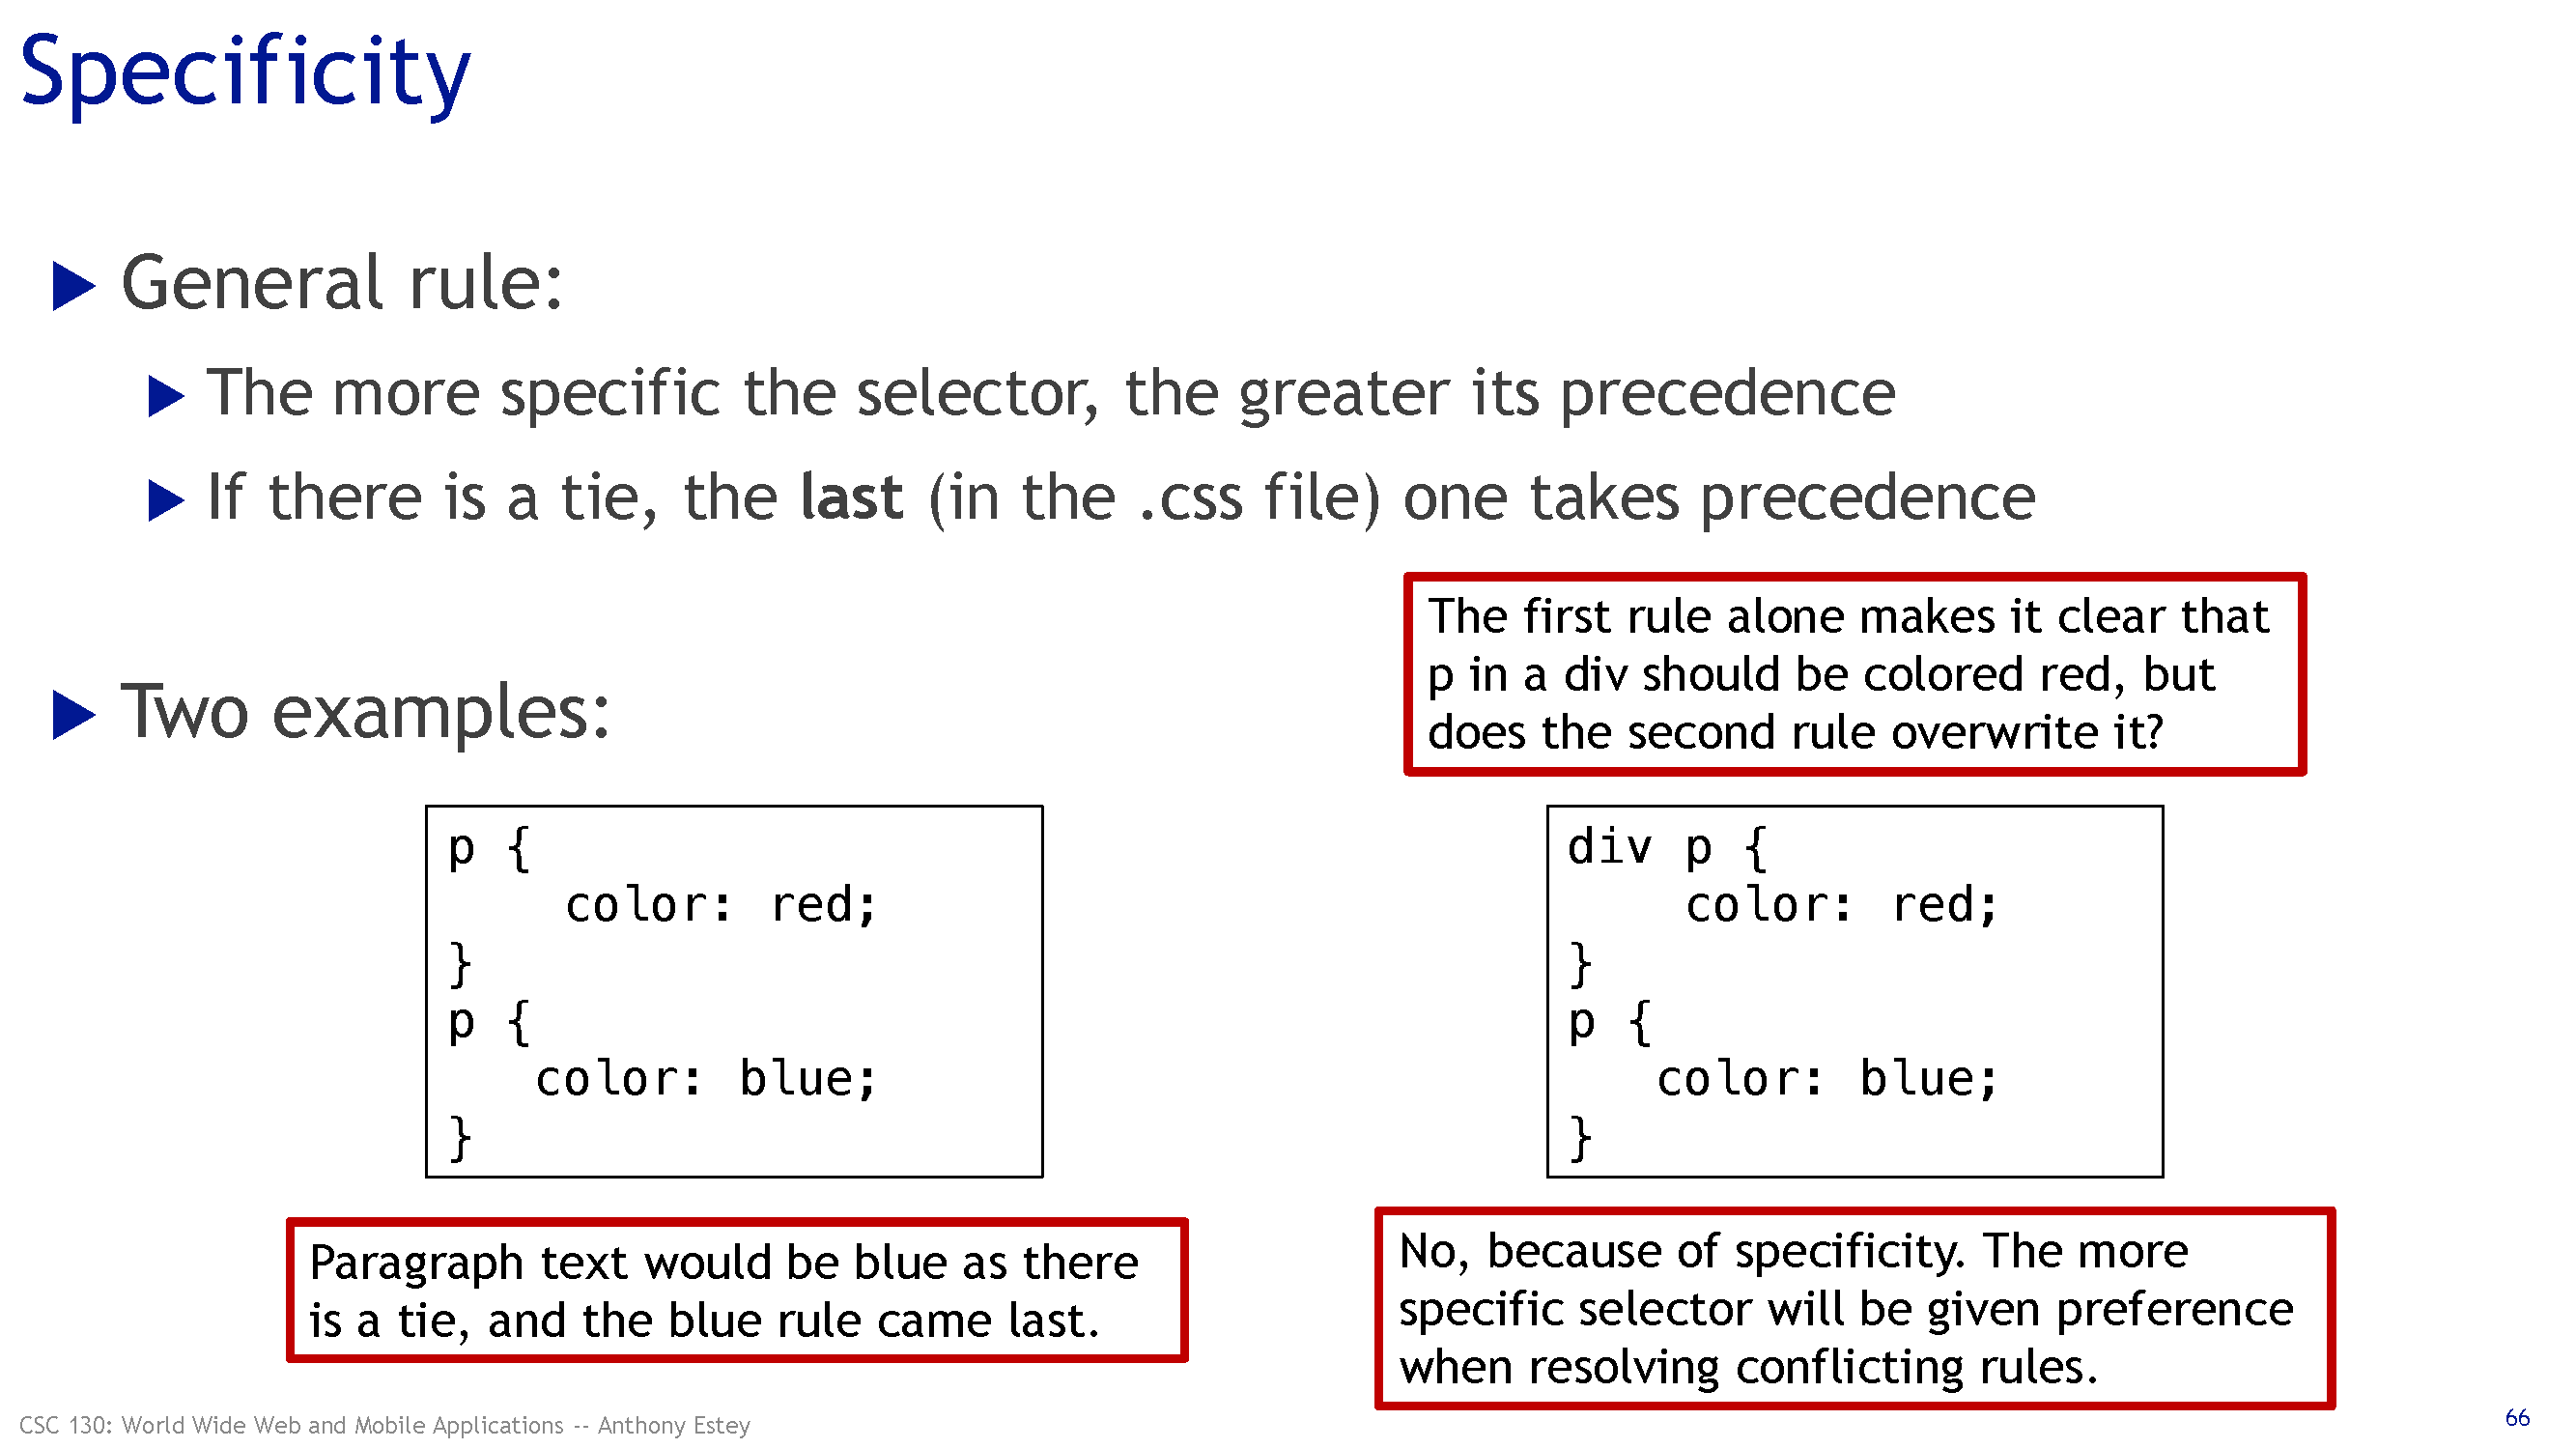 Specificity
General rule:
The more specific the selector, the greater its precedence
If there is a tie, the last (in the .css file) one takes precedence
Two examples:
The first rule alone makes it clear that
p in a div should be colored red, but
does the second rule overwrite it?
p {
color: red;
}
p {
color: blue;
}
div p {
color: red;
}
p {
color: blue;
}
Paragraph text would be blue as there
is a tie, and the blue rule came last.
No, because of specificity. The more
specific selector will be given preference
when resolving conflicting rules.
CSC 130: World Wide Web and Mobile Applications -- Anthony Estey
66